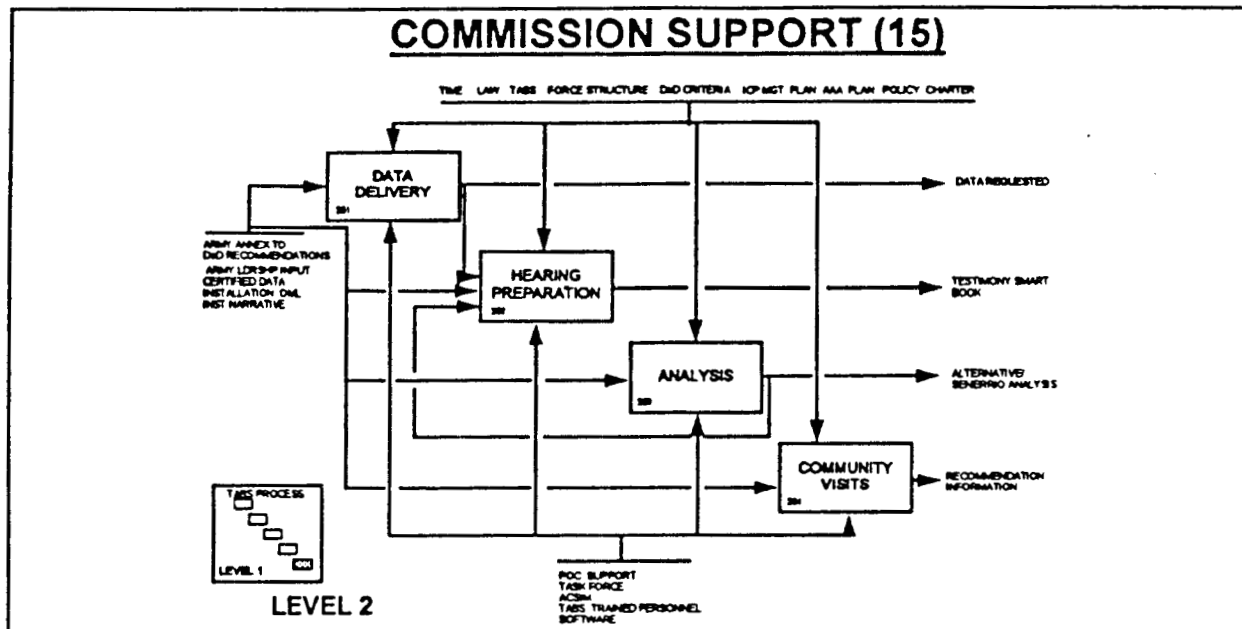 COMMISSION SUPPORT (15)
TIME LAW TABS FORCE STRUCTURE DoD CRITERIA ICP MGT PLAN AAA PLAN POLICY CHARTER
DATA
DELIVERY
DATA REQUESTED
ARMY ANNEX TO
DoD RECOMMENDATIONS
ARMY LDRSHP INPUT
CERTIFIED DATA
INSTALLATION
INST NARRATIVE
HEARING
PREPARATION
TESTIMONY SMART
BOOK
ANALYSIS
ALTERNATIVE/
SENERRIO ANALYSIS
COMMUNITY
VISITS
RECOMMENDATION
INFORMATION
TABS PROCESS
LEVEL 1
LEVEL 2
POC SUPPORT
TASK FORCE
ACSIM
TABS TRAINED PERSONNEL
SOFTWARE